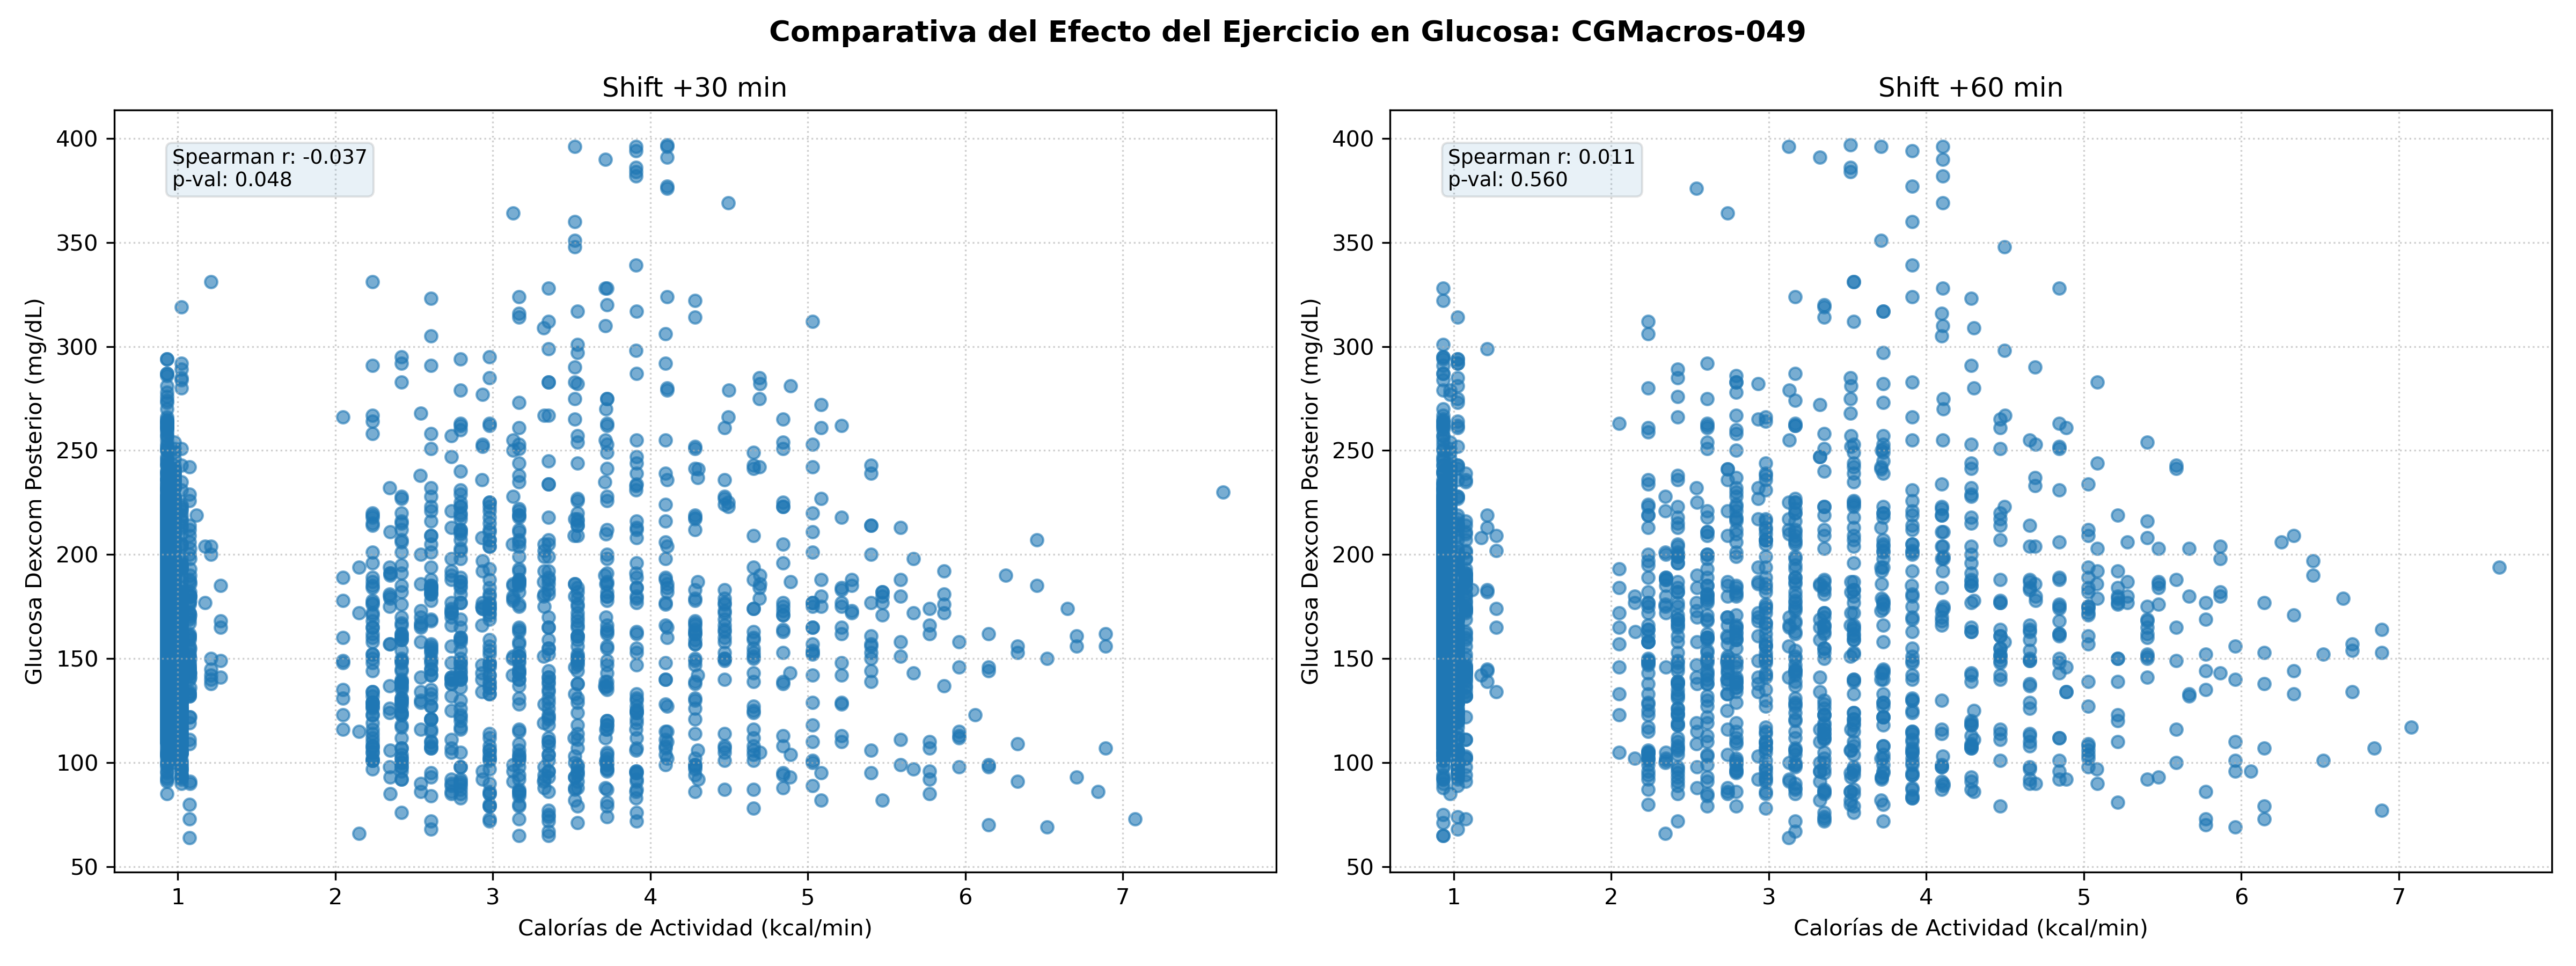 Comparativa del Efecto del Ejercicio en Glucosa: CGMacros-049
Shift +30 min
Spearman r: -0.037
p-val: 0.048
Glucosa Dexcom Posterior (mg/dL)
400
350
300
250
200
150
100
50
1 2 3 4 5 6 7
Calorías de Actividad (kcal/min)
Shift +60 min
Spearman r: 0.011
p-val: 0.560
Glucosa Dexcom Posterior (mg/dL)
400
350
300
250
200
150
100
50
1 2 3 4 5 6 7
Calorías de Actividad (kcal/min)